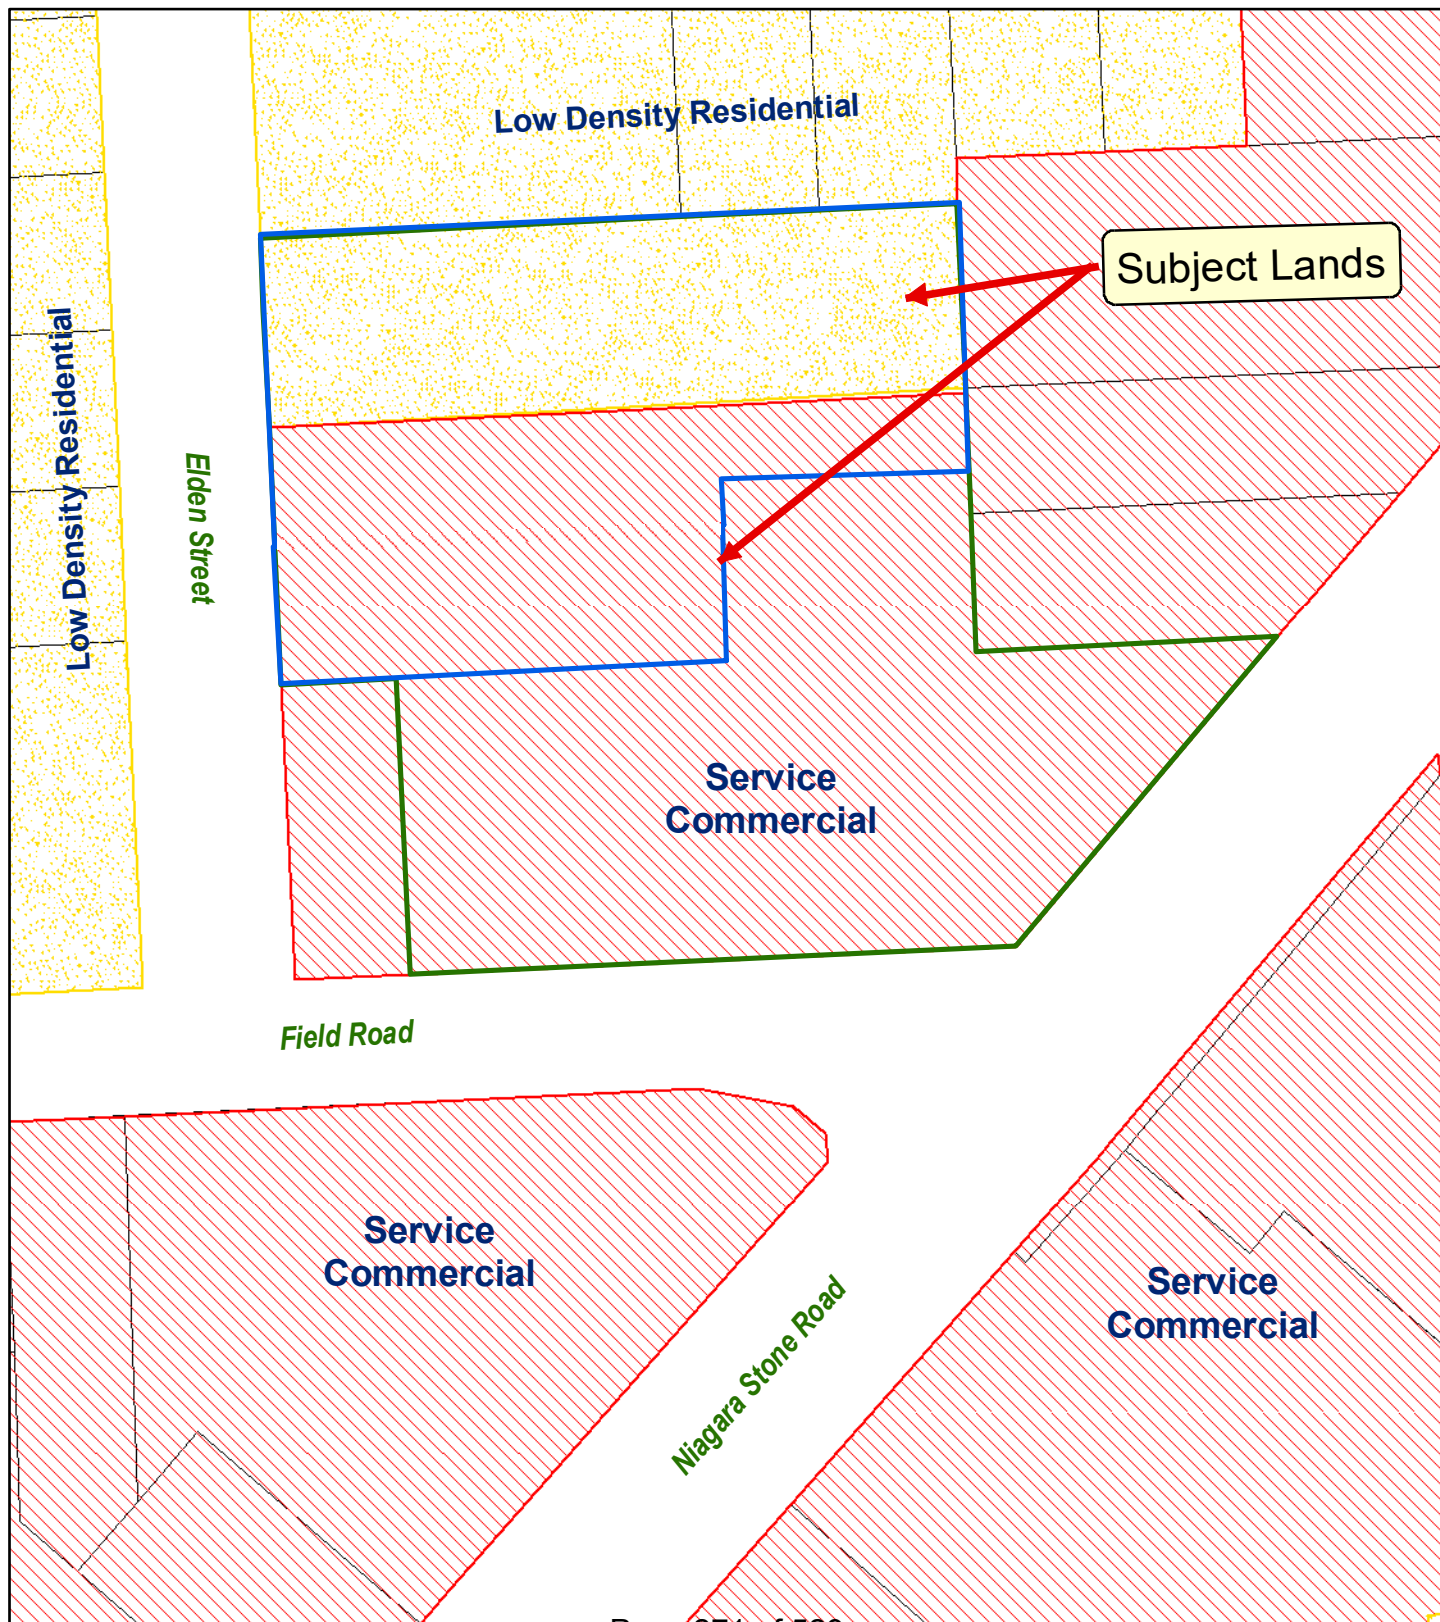 Low Density Residential
Subject Lands
Low Density Residential
Elden Street
Service
Commercial
Field Road
Service
Commercial
Service
Commercial
Niagara Stone Road